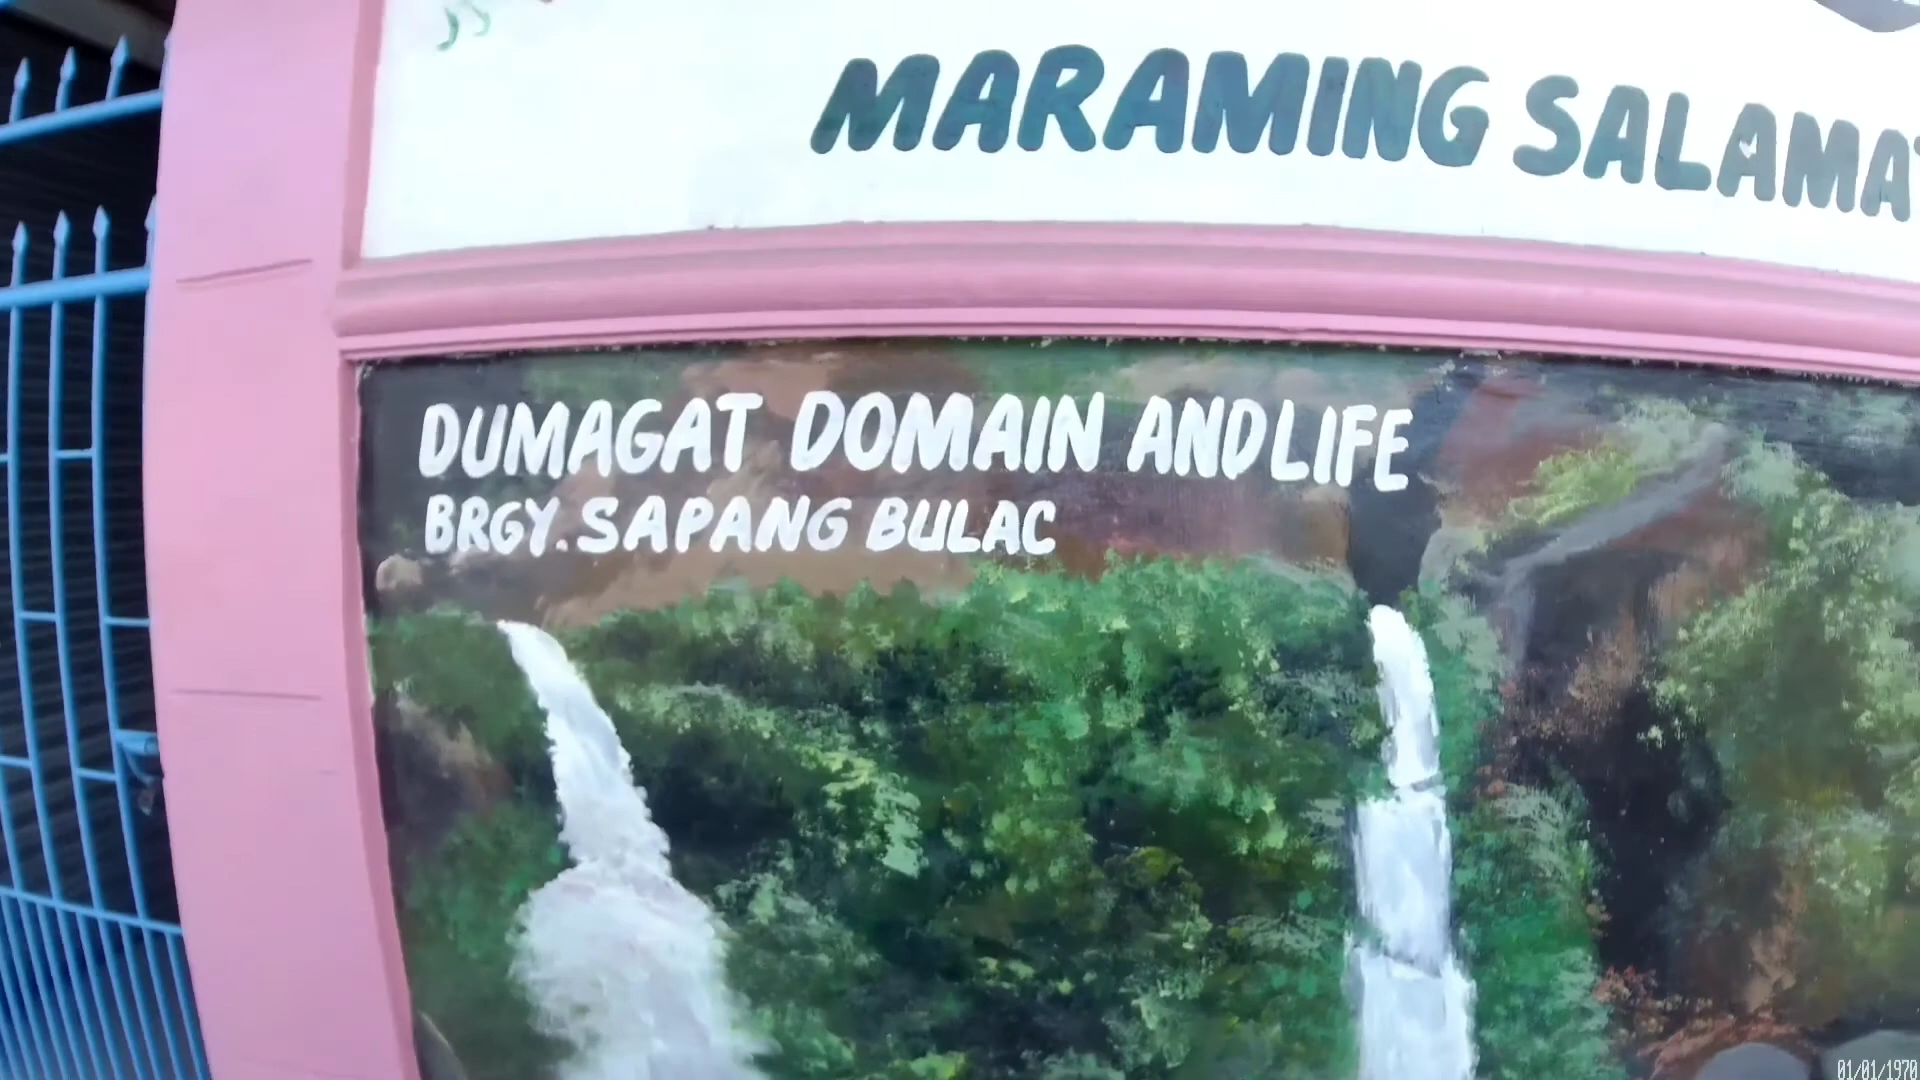 MARAMING SALAMA
DUMAGAT DOMAIN AND LIFE
BRGY. SAPANG BULAC
01/01/1970